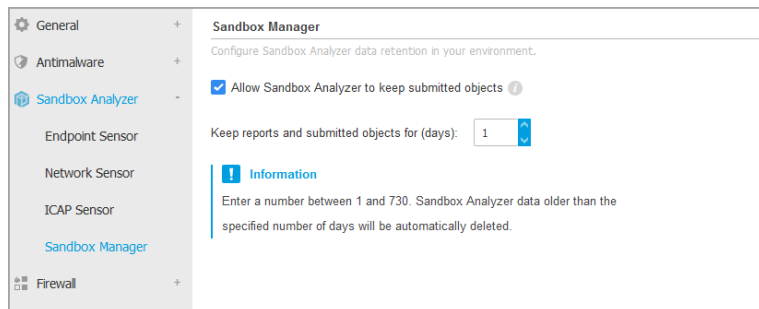 General +
Antimalware +
Sandbox Analyzer -
Endpoint Sensor
Network Sensor
ICAP Sensor
Sandbox Manager
Firewall +
Sandbox Manager
Configure Sandbox Analyzer data retention in your environment.
Allow Sandbox Analyzer to keep submitted objects i
Keep reports and submitted objects for (days): 1
! Information
Enter a number between 1 and 730. Sandbox Analyzer data older than the
specified number of days will be automatically deleted.